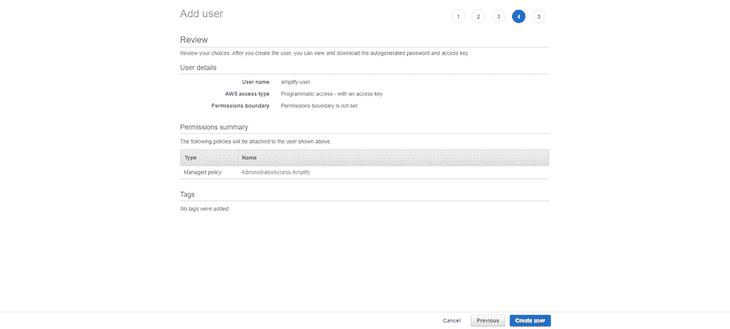 Add user
1 2 3 4 5
Review
Review your choices. After you create the user, you can view and download the autogenerated password and access key.
User details
User name amplify-user
AWS access type Programmatic access - with an access key
Permissions boundary Permissions boundary is not set
Permissions summary
The following policies will be attached to the user shown above.
Type Name
Managed policy AdministratorAccess-Amplify
Tags
No tags were added.
Cancel Previous Create user